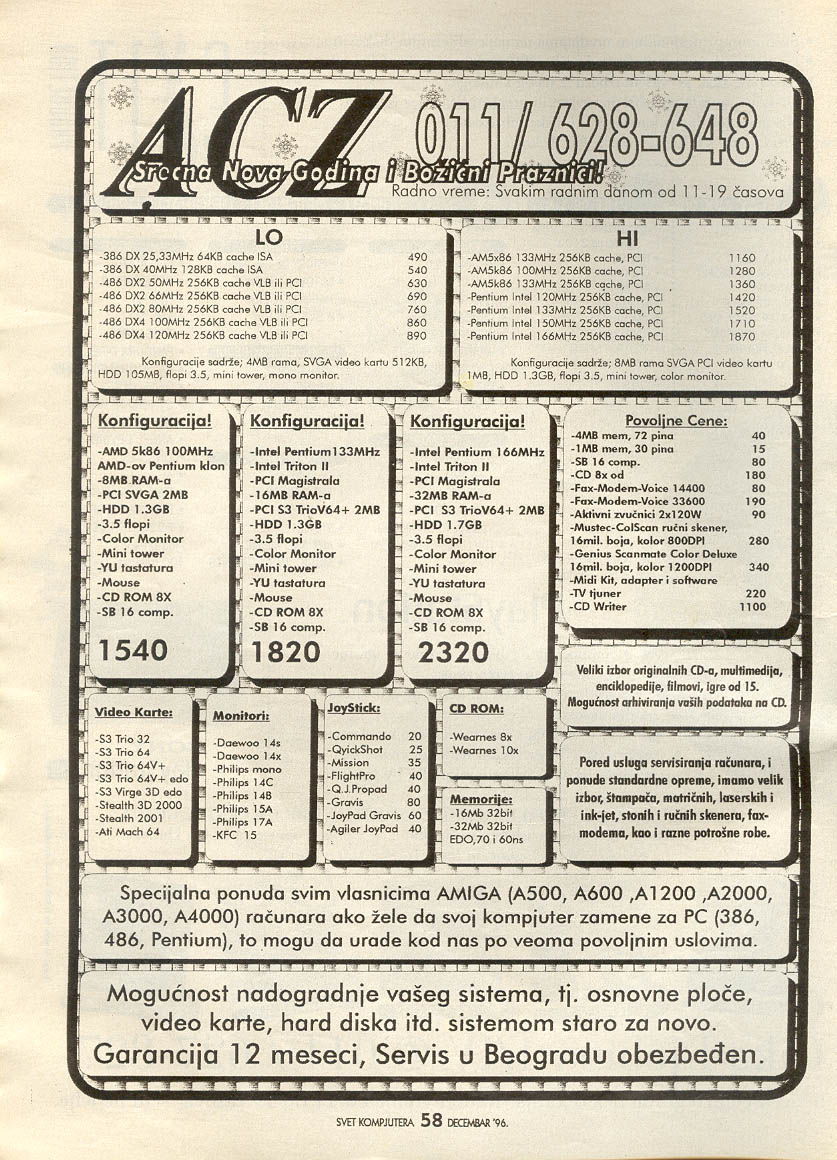 ACZ 011/ 628-648
Srećna Nova Godina i Božićni Praznici!
Radno vreme: Svakim radnim danom od 11-19 časova
LO
-386 DX 25,33MHz 64KB cache ISA 490
-386 DX 40MHz 128KB cache ISA 540
-486 DX2 50MHz 256KB cache VLB ili PCI 630
-486 DX2 66MHz 256KB cache VLB ili PCI 690
-486 DX2 80MHz 256KB cache VLB ili PCI 760
-486 DX4 100MHz 256KB cache VLB ili PCI 860
-486 DX4 120MHz 256KB cache VLB ili PCI 890
Konfiguracije sadrže; 4MB rama, SVGA video kartu 512KB,
HDD 105MB, flopi 3.5, mini tower, mono monitor.
HI
-AM5x86 133MHz 256KB cache, PCI 1160
-AM5k86 100MHz 256KB cache, PCI 1280
-AM5k86 133MHz 256KB cache, PCI 1360
-Pentium Intel 120MHz 256KB cache, PCI 1420
-Pentium Intel 133MHz 256KB cache, PCI 1520
-Pentium Intel 150MHz 256KB cache, PCI 1710
-Pentium Intel 166MHz 256KB cache, PCI 1870
Konfiguracije sadrže; 8MB rama SVGA PCI video kartu
1MB, HDD 1.3GB, flopi 3.5, mini tower, color monitor.
Konfiguracija!
-AMD 5k86 100MHz
AMD-ov Pentium klon
-8MB RAM-a
-PCI SVGA 2MB
-HDD 1.3GB
-3.5 flopi
-Color Monitor
-Mini tower
-YU tastatura
-Mouse
-CD ROM 8X
-SB 16 comp.
1540
Konfiguracija!
-Intel Pentium133MHz
-Intel Triton II
-PCI Magistrala
-16MB RAM-a
-PCI S3 TrioV64+ 2MB
-HDD 1.3GB
-3.5 flopi
-Color Monitor
-Mini tower
-YU tastatura
-Mouse
-CD ROM 8X
-SB 16 comp.
1820
Konfiguracija!
-Intel Pentium 166MHz
-Intel Triton II
-PCI Magistrala
-32MB RAM-a
-PCI S3 TrioV64+ 2MB
-HDD 1.7GB
-3.5 flopi
-Color Monitor
-Mini tower
-YU tastatura
-Mouse
-CD ROM 8X
-SB 16 comp.
2320
Povoljne Cene:
-4MB mem, 72 pina 40
-1MB mem, 30 pina 15
-SB 16 comp. 80
-CD 8x od 180
-Fax-Modem-Voice 14400 80
-Fax-Modem-Voice 33600 190
-Aktivni zvučnici 2x120W 90
-Mustec-ColScan ručni skener,
16mil. boja, kolor 800DPI 280
-Genius Scanmate Color Deluxe
16mil. boja, kolor 1200DPI 340
-Midi Kit, adapter i software
-TV tjuner 220
-CD Writer 1100
Veliki izbor originalnih CD-a, multimedija,
enciklopedije, filmovi, igre od 15.
Mogućnost arhiviranja vaših podataka na CD.
Video Karte:
-S3 Trio 32
-S3 Trio 64
-S3 Trio 64V+
-S3 Trio 64V+ edo
-S3 Virge 3D edo
-Stealth 3D 2000
-Stealth 2001
-Ati Mach 64
Monitori:
-Daewoo 14s
-Daewoo 14x
-Philips mono
-Philips 14C
-Philips 14B
-Philips 15A
-Philips 17A
-KFC 15
JoyStick:
-Commando 20
-QyickShot 25
-Mission 35
-FlightPro 40
-Q.J.Propad 40
-Gravis 80
-JoyPad Gravis 60
-Agiler JoyPad 40
CD ROM:
-Wearnes 8x
-Wearnes 10x
Memorije:
-16Mb 32bit
-32Mb 32bit
EDO,70 i 60ns
Pored usluga servisiranja računara, i
ponude standardne opreme, imamo velik
izbor, štampača, matričnih, laserskih i
ink-jet, stonih i ručnih skenera, fax-
modema, kao i razne potrošne robe.
Specijalna ponuda svim vlasnicima AMIGA (A500, A600 ,A1200 ,A2000,
A3000, A4000) računara ako žele da svoj kompjuter zamene za PC (386,
486, Pentium), to mogu da urade kod nas po veoma povoljnim uslovima.
Mogućnost nadogradnje vašeg sistema, tj. osnovne ploče,
video karte, hard diska itd. sistemom staro za novo.
Garancija 12 meseci, Servis u Beogradu obezbeđen.
SVET KOMPJUTERA 58 DECEMBAR '96.